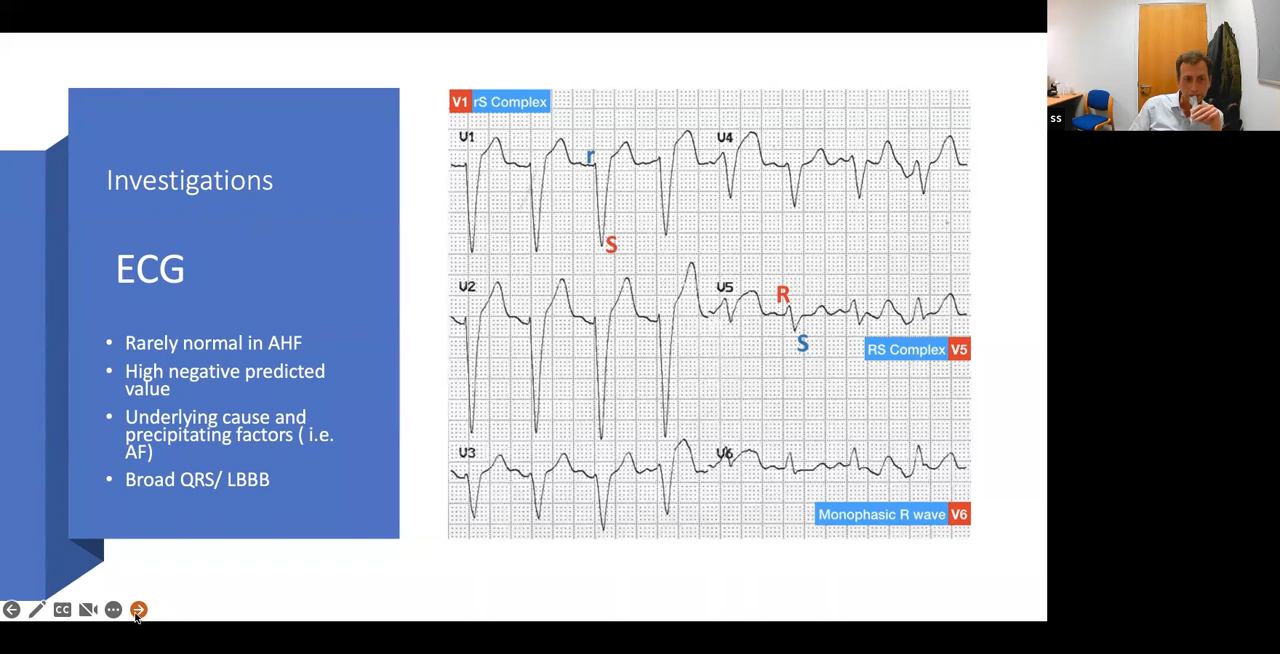 Investigations
ECG
• Rarely normal in AHF
• High negative predicted
value
• Underlying cause and
precipitating factors ( i.e.
AF)
• Broad QRS/ LBBB
V1 rS Complex
V1
r
S
V4
V2
V5
R
S
RS Complex V5
V3
V6
Monophasic R wave V6
CC
ss